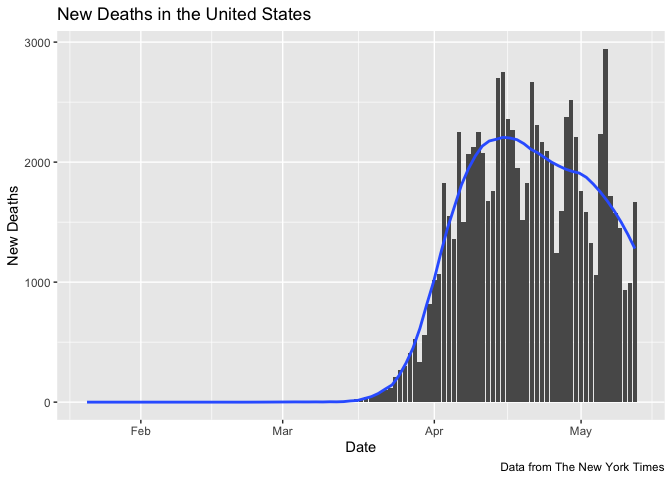 New Deaths in the United States
New Deaths
3000
2000
1000
0
Feb Mar Apr May
Date
Data from The New York Times